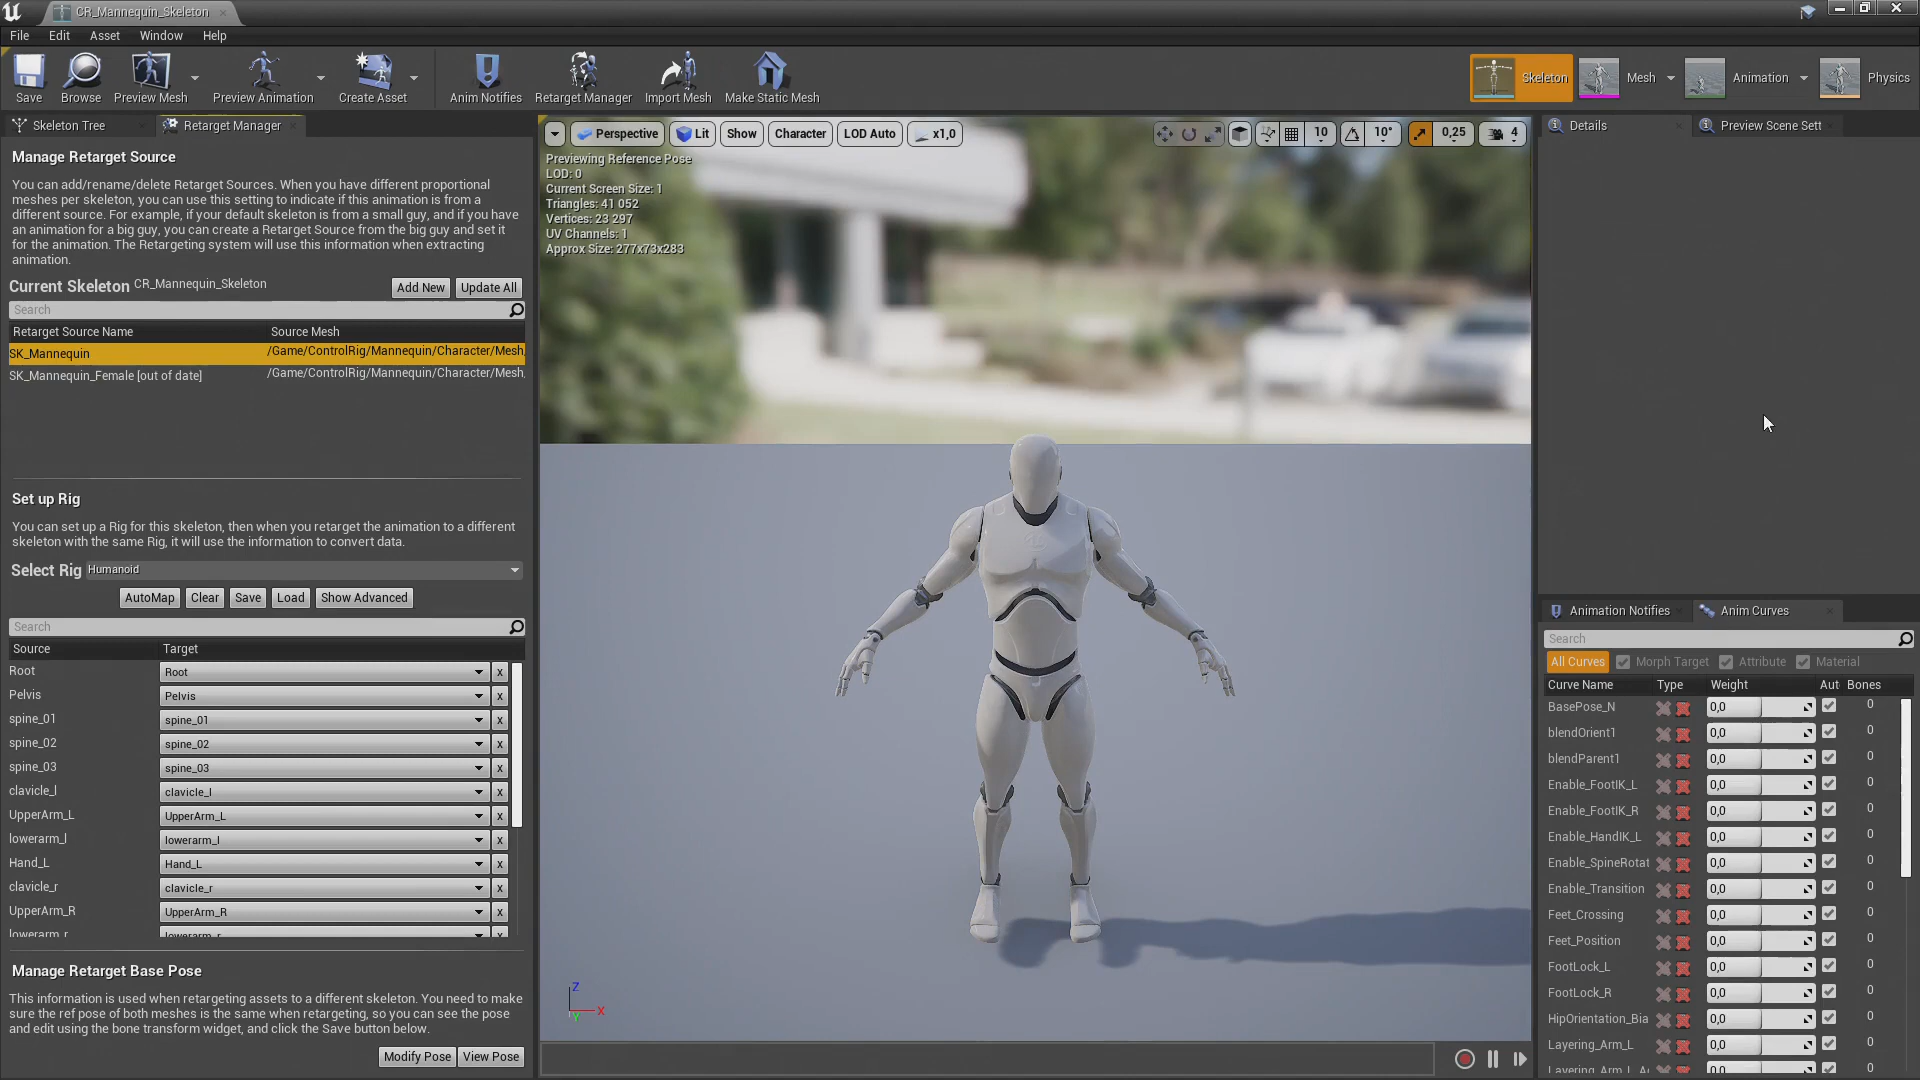 CR_Mannequin_Skeleton
File Edit Asset Window Help
Save Browse Preview Mesh Preview Animation Create Asset Anim Notifies Retarget Manager Import Mesh Make Static Mesh Skeleton Mesh Animation Physics
Skeleton Tree Retarget Manager
Manage Retarget Source
You can add/rename/delete Retarget Sources. When you have different proportional
meshes per skeleton, you can use this setting to indicate if this animation is from a
different source. For example, if your default skeleton is from a small guy, and if you have
an animation for a big guy, you can create a Retarget Source from the big guy and set it
for the animation. The Retargeting system will use this information when extracting
animation.
Current Skeleton CR_Mannequin_Skeleton Add New Update All
Search
Retarget Source Name Source Mesh
SK_Mannequin /Game/ControlRig/Mannequin/Character/Mesh
SK_Mannequin_Female [out of date] /Game/ControlRig/Mannequin/Character/Mesh
Set up Rig
You can set up a Rig for this skeleton, then when you retarget the animation to a different
skeleton with the same Rig, it will use the information to convert data.
Select Rig Humanoid
AutoMap Clear Save Load Show Advanced
Search
Source Target
Root Root x
Pelvis Pelvis x
spine_01 spine_01 x
spine_02 spine_02 x
spine_03 spine_03 x
clavicle_l clavicle_l x
UpperArm_L UpperArm_L x
lowerarm_l lowerarm_l x
Hand_L Hand_L x
clavicle_r clavicle_r x
UpperArm_R UpperArm_R x
lowerarm_r lowerarm_r x
Manage Retarget Base Pose
This information is used when retargeting assets to a different skeleton. You need to make
sure the ref pose of both meshes is the same when retargeting, so you can see the pose
and edit using the bone transform widget, and click the Save button below.
Modify Pose View Pose
Perspective Lit Show Character LOD Auto x1,0 10 10° 0,25 4
Previewing Reference Pose
LOD: 0
Current Screen Size: 1
Triangles: 41 052
Vertices: 23 297
UV Channels: 1
Approx Size: 277x73x283
Z
X
Y
Details Preview Scene Sett
Animation Notifies Anim Curves
Search
All Curves Morph Target Attribute Material
Curve Name Type Weight Aut Bones
BasePose_N 0,0 0
blendOrient1 0,0 0
blendParent1 0,0 0
Enable_FootIK_L 0,0 0
Enable_FootIK_R 0,0 0
Enable_HandIK_L 0,0 0
Enable_SpineRotat 0,0 0
Enable_Transition 0,0 0
Feet_Crossing 0,0 0
Feet_Position 0,0 0
FootLock_L 0,0 0
FootLock_R 0,0 0
HipOrientation_Bia 0,0 0
Layering_Arm_L 0,0 0
0,0 0